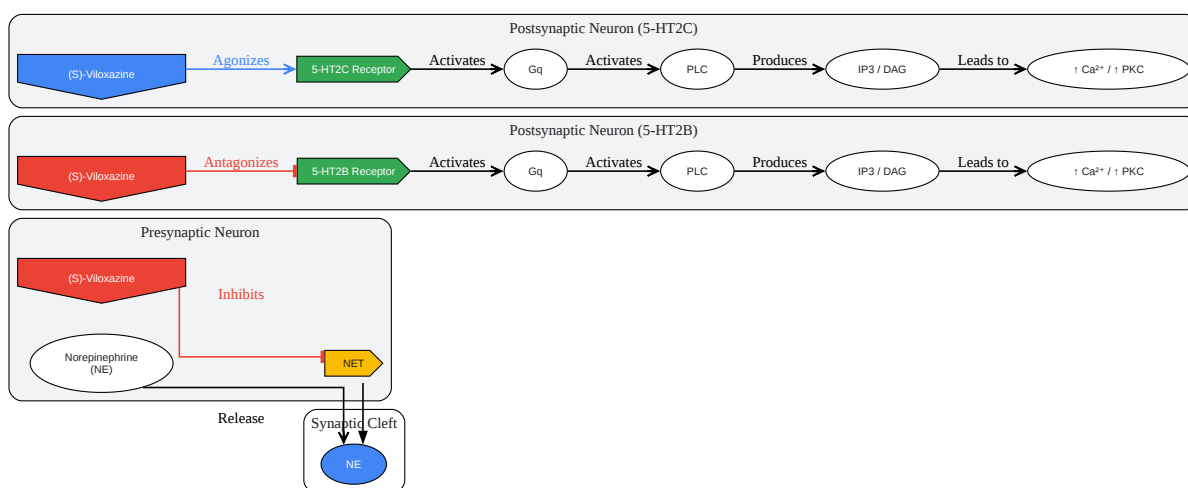 Postsynaptic Neuron (5-HT2C)
(S)-Viloxazine
Agonizes
5-HT2C Receptor
Activates
Gq
Activates
PLC
Produces
IP3 / DAG
Leads to
↑ Ca²⁺ / ↑ PKC
Postsynaptic Neuron (5-HT2B)
(S)-Viloxazine
Antagonizes
5-HT2B Receptor
Activates
Gq
Activates
PLC
Produces
IP3 / DAG
Leads to
↑ Ca²⁺ / ↑ PKC
Presynaptic Neuron
(S)-Viloxazine
Inhibits
Norepinephrine
(NE)
NET
Release
Synaptic Cleft
NE